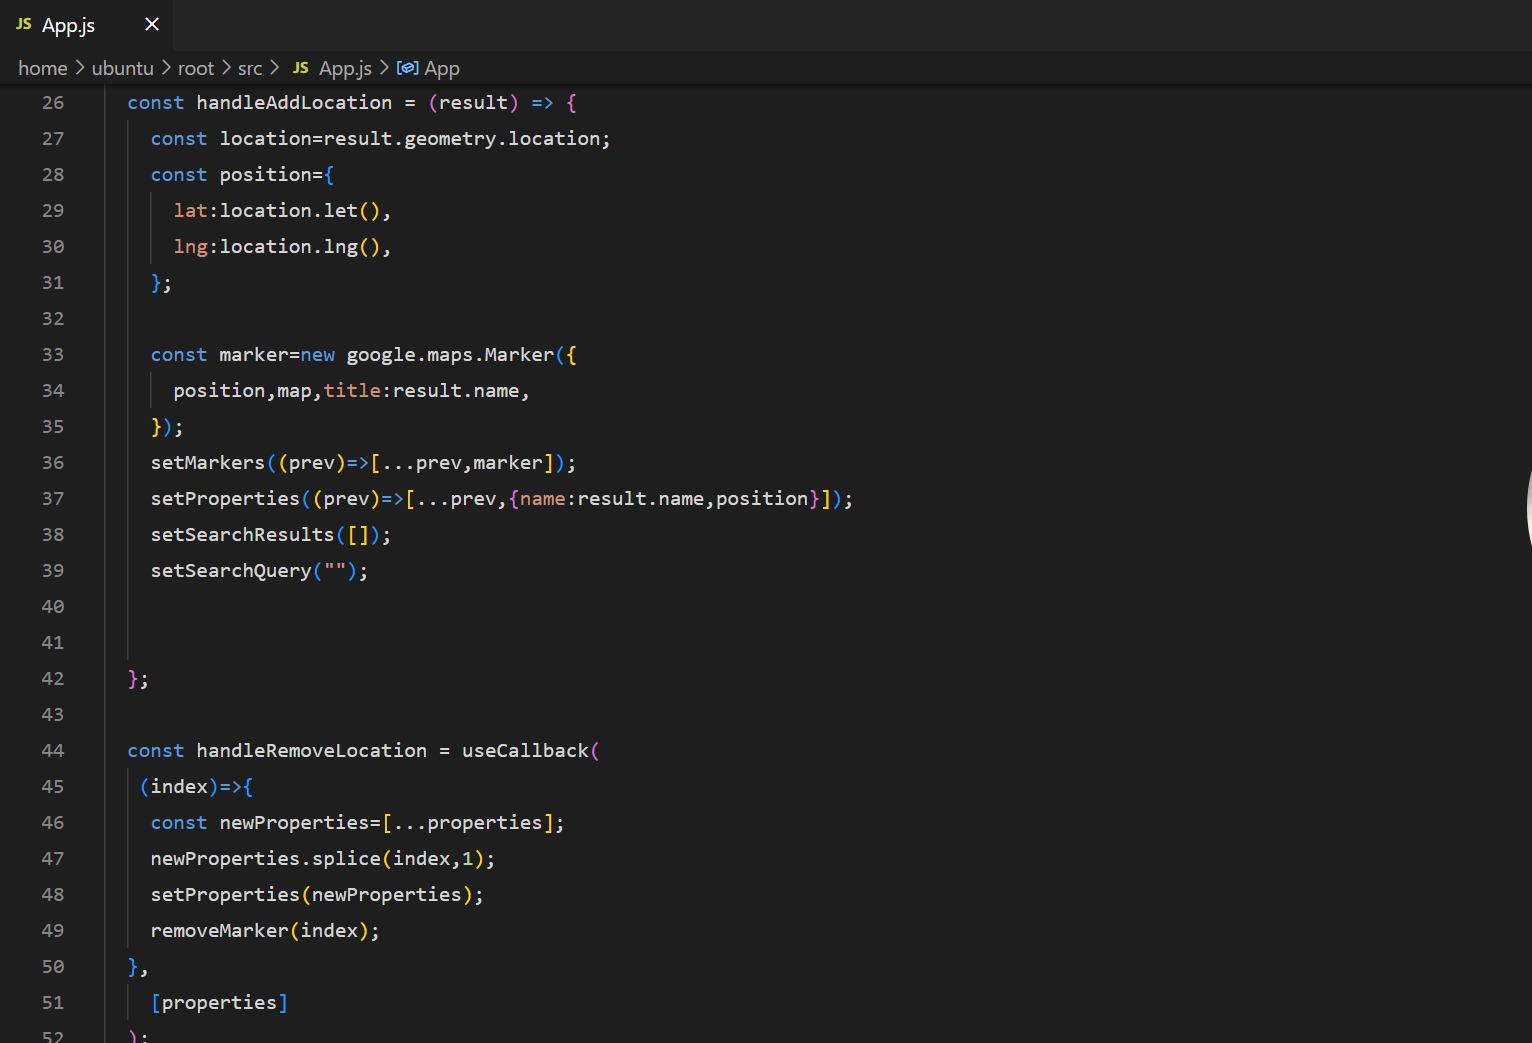 JS App.js ×
home > ubuntu > root > src > JS App.js > App
26 const handleAddLocation = (result) => {
27 const location=result.geometry.location;
28 const position={
29 lat:location.let(),
30 lng:location.lng(),
31 };
32
33 const marker=new google.maps.Marker({
34 position,map,title:result.name,
35 });
36 setMarkers((prev)=>[...prev,marker]);
37 setProperties((prev)=>[...prev,{name:result.name,position}]);
38 setSearchResults([]);
39 setSearchQuery("");
40
41
42 };
43
44 const handleRemoveLocation = useCallback(
45 (index)=>{
46 const newProperties=[...properties];
47 newProperties.splice(index,1);
48 setProperties(newProperties);
49 removeMarker(index);
50 },
51 [properties]
52 );